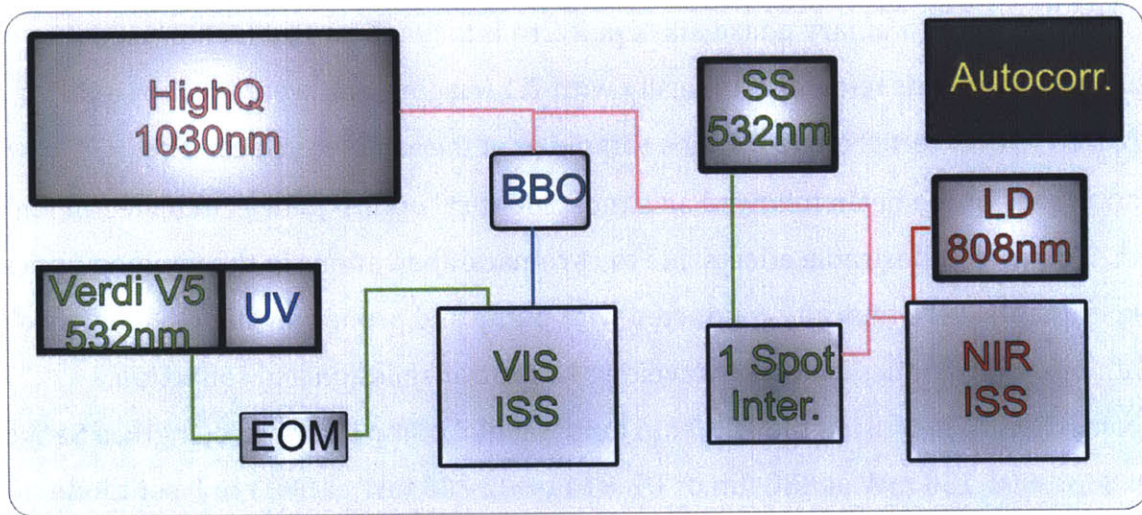 HighQ
1030nm
SS
532nm
Autocorr.
BBO
LD
808nm
Verdi V5
532nm
UV
VIS
ISS
1 Spot
Inter.
NIR
ISS
EOM